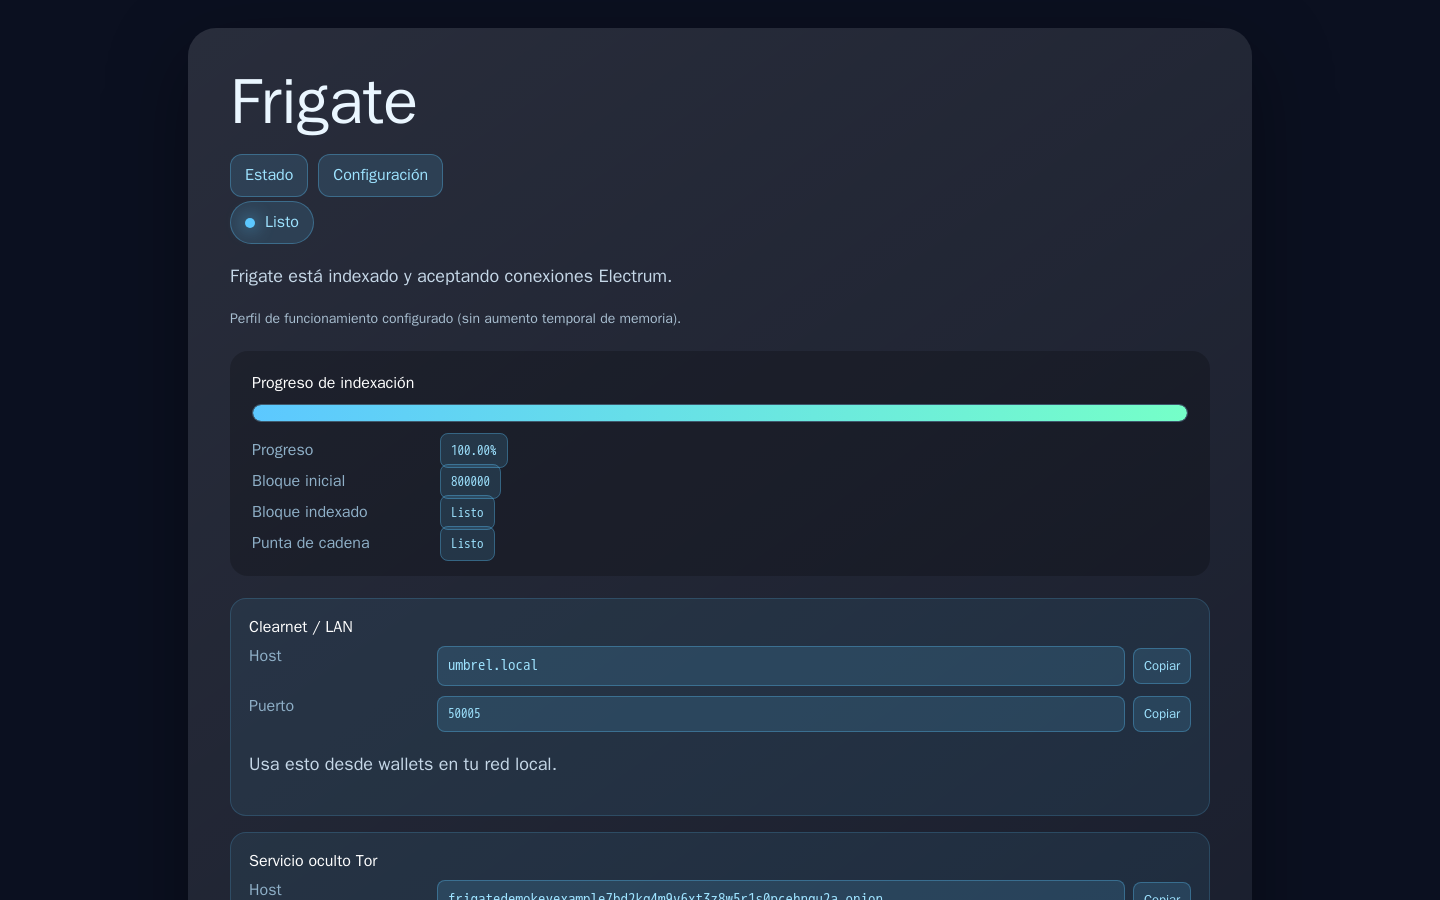 Frigate
Estado Configuración
Listo
Frigate está indexado y aceptando conexiones Electrum.
Perfil de funcionamiento configurado (sin aumento temporal de memoria).
Progreso de indexación
Progreso 100.00%
Bloque inicial 800000
Bloque indexado Listo
Punta de cadena Listo
Clearnet / LAN
Host umbrel.local Copiar
Puerto 50005 Copiar
Usa esto desde wallets en tu red local.
Servicio oculto Tor
Host Copiar